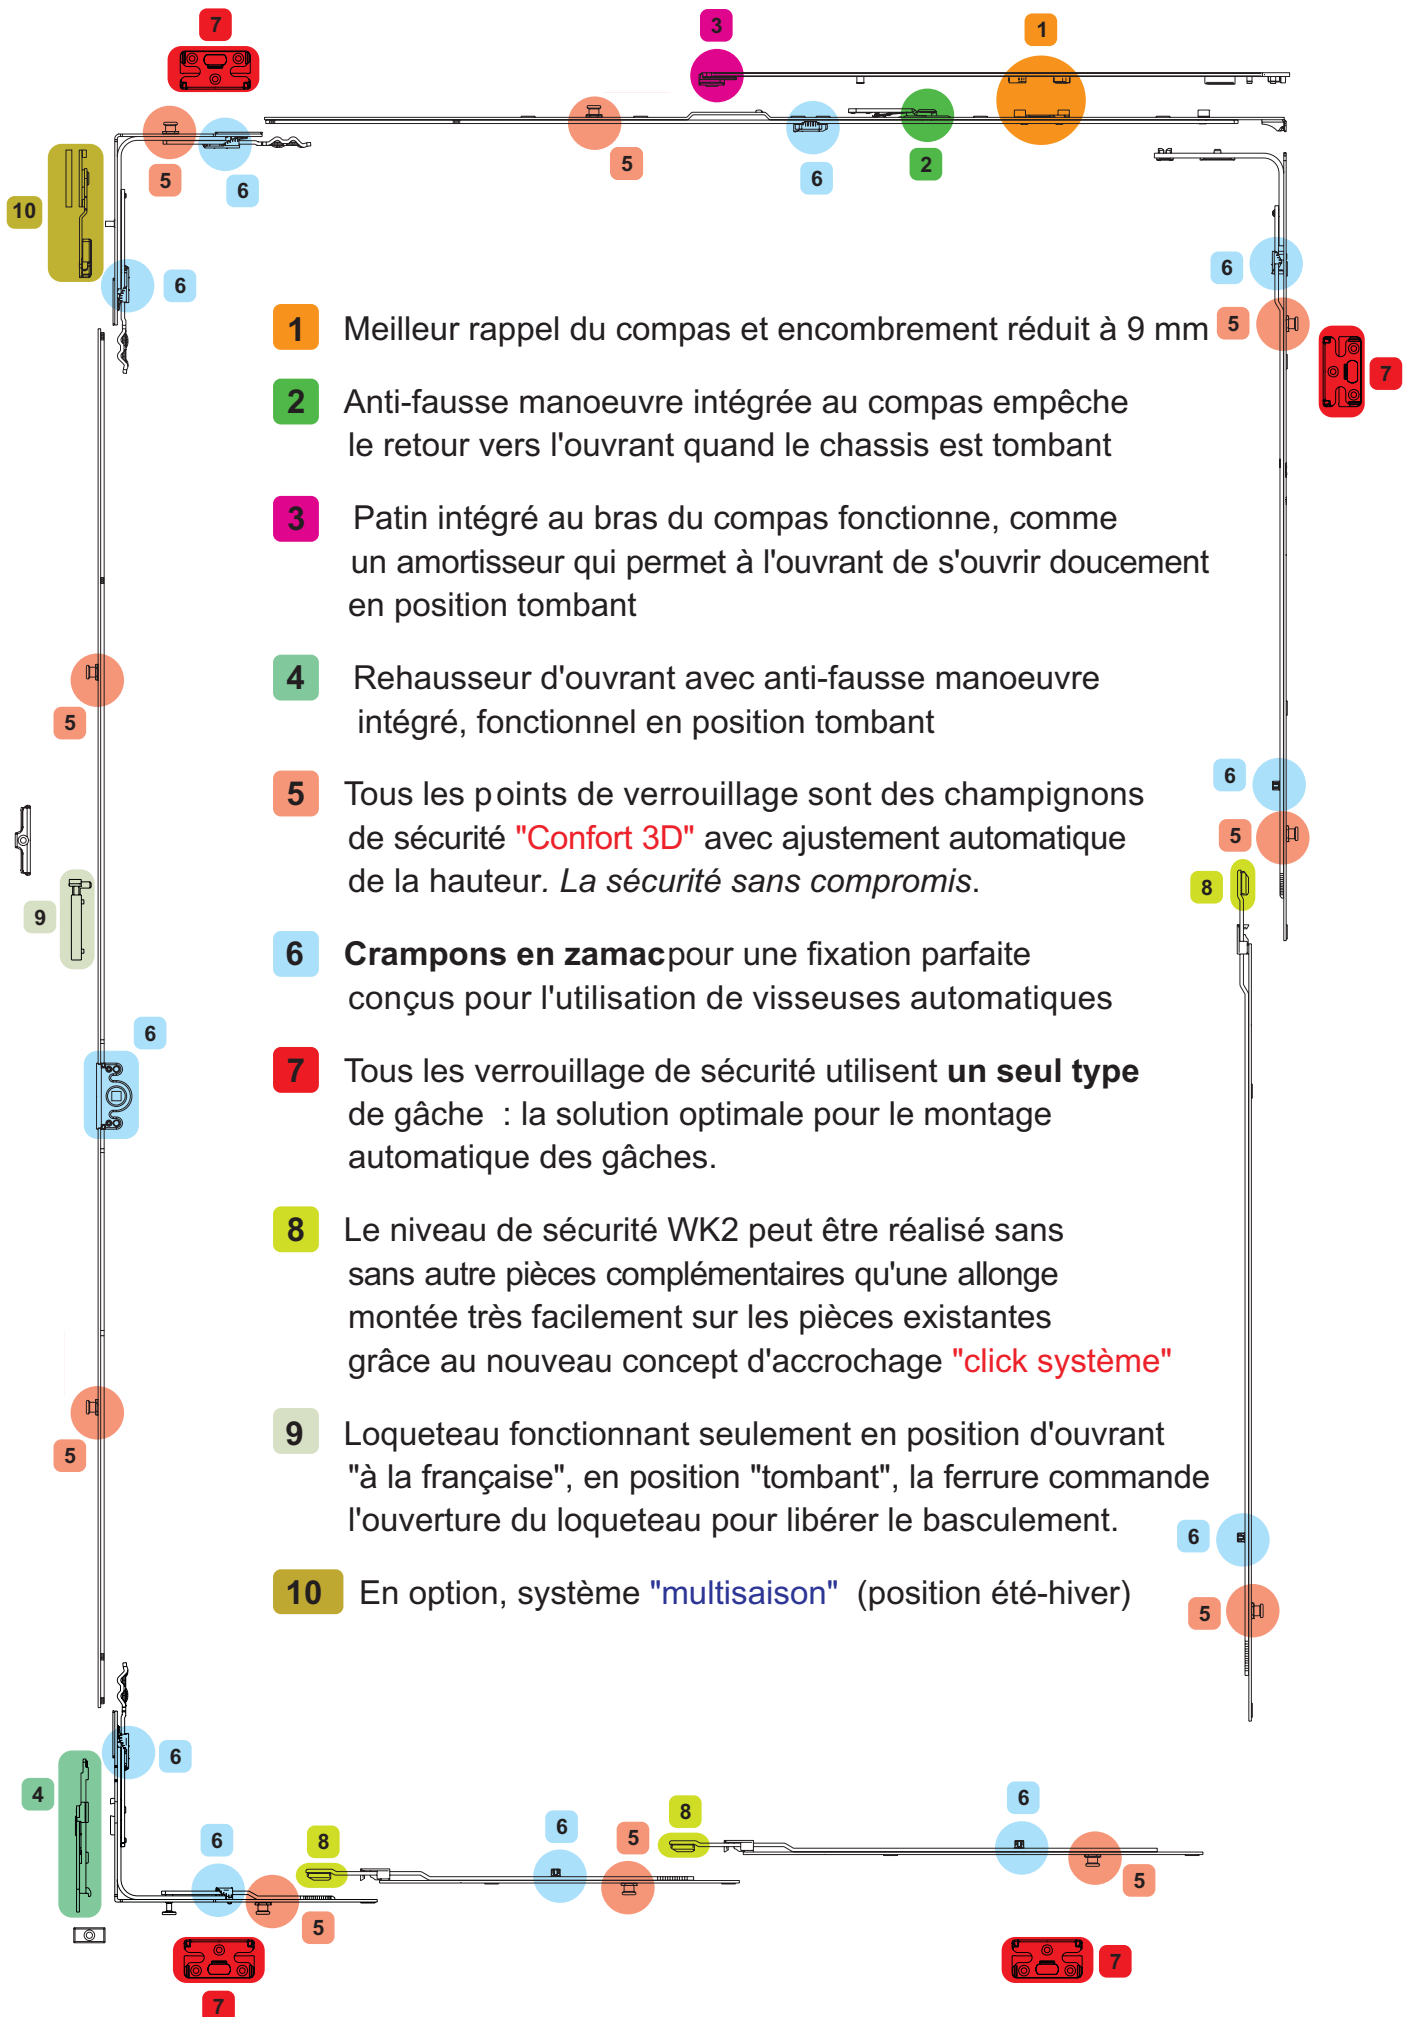 7
3
1
5
6
5
6
2
10
6
6
5
7
1 Meilleur rappel du compas et encombrement réduit à 9 mm
2 Anti-fausse manoeuvre intégrée au compas empêche
le retour vers l'ouvrant quand le chassis est tombant
3 Patin intégré au bras du compas fonctionne, comme
un amortisseur qui permet à l'ouvrant de s'ouvrir doucement
en position tombant
4 Rehausseur d'ouvrant avec anti-fausse manoeuvre
intégré, fonctionnel en position tombant
5
6
5 Tous les points de verrouillage sont des champignons
de sécurité "Confort 3D" avec ajustement automatique
de la hauteur. La sécurité sans compromis.
5
8
9
6 Crampons en zamac pour une fixation parfaite
conçus pour l'utilisation de visseuses automatiques
6
7 Tous les verrouillage de sécurité utilisent un seul type
de gâche : la solution optimale pour le montage
automatique des gâches.
8 Le niveau de sécurité WK2 peut être réalisé sans
sans autre pièces complémentaires qu'une allonge
montée très facilement sur les pièces existantes
grâce au nouveau concept d'accrochage "click système"
5
9 Loqueteau fonctionnant seulement en position d'ouvrant
"à la française", en position "tombant", la ferrure commande
l'ouverture du loqueteau pour libérer le basculement.
6
10 En option, système "multisaison" (position été-hiver)
5
6
4
6
8
6
5
8
6
5
5
7
7